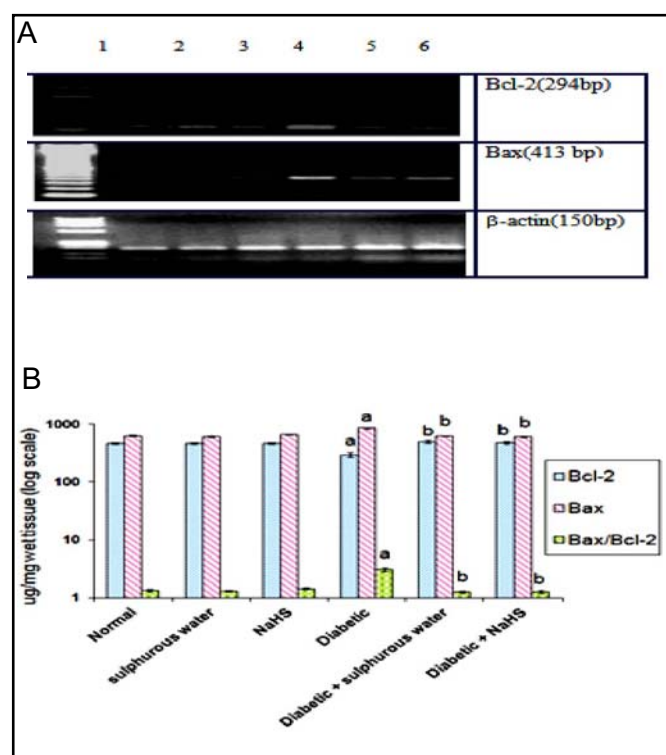 A
1 2 3 4 5 6
Bcl-2(294bp)
Bax(413 bp)
β-actin(150bp)
B
ug/mg wet tissue (log scale)
1000
100
10
1
a
a
a
b b
b
b b
b
Normal
sulphurous water
NaHS
Diabetic
Diabetic + sulphurous water
Diabetic + NaHS
Bcl-2
Bax
Bax/Bcl-2